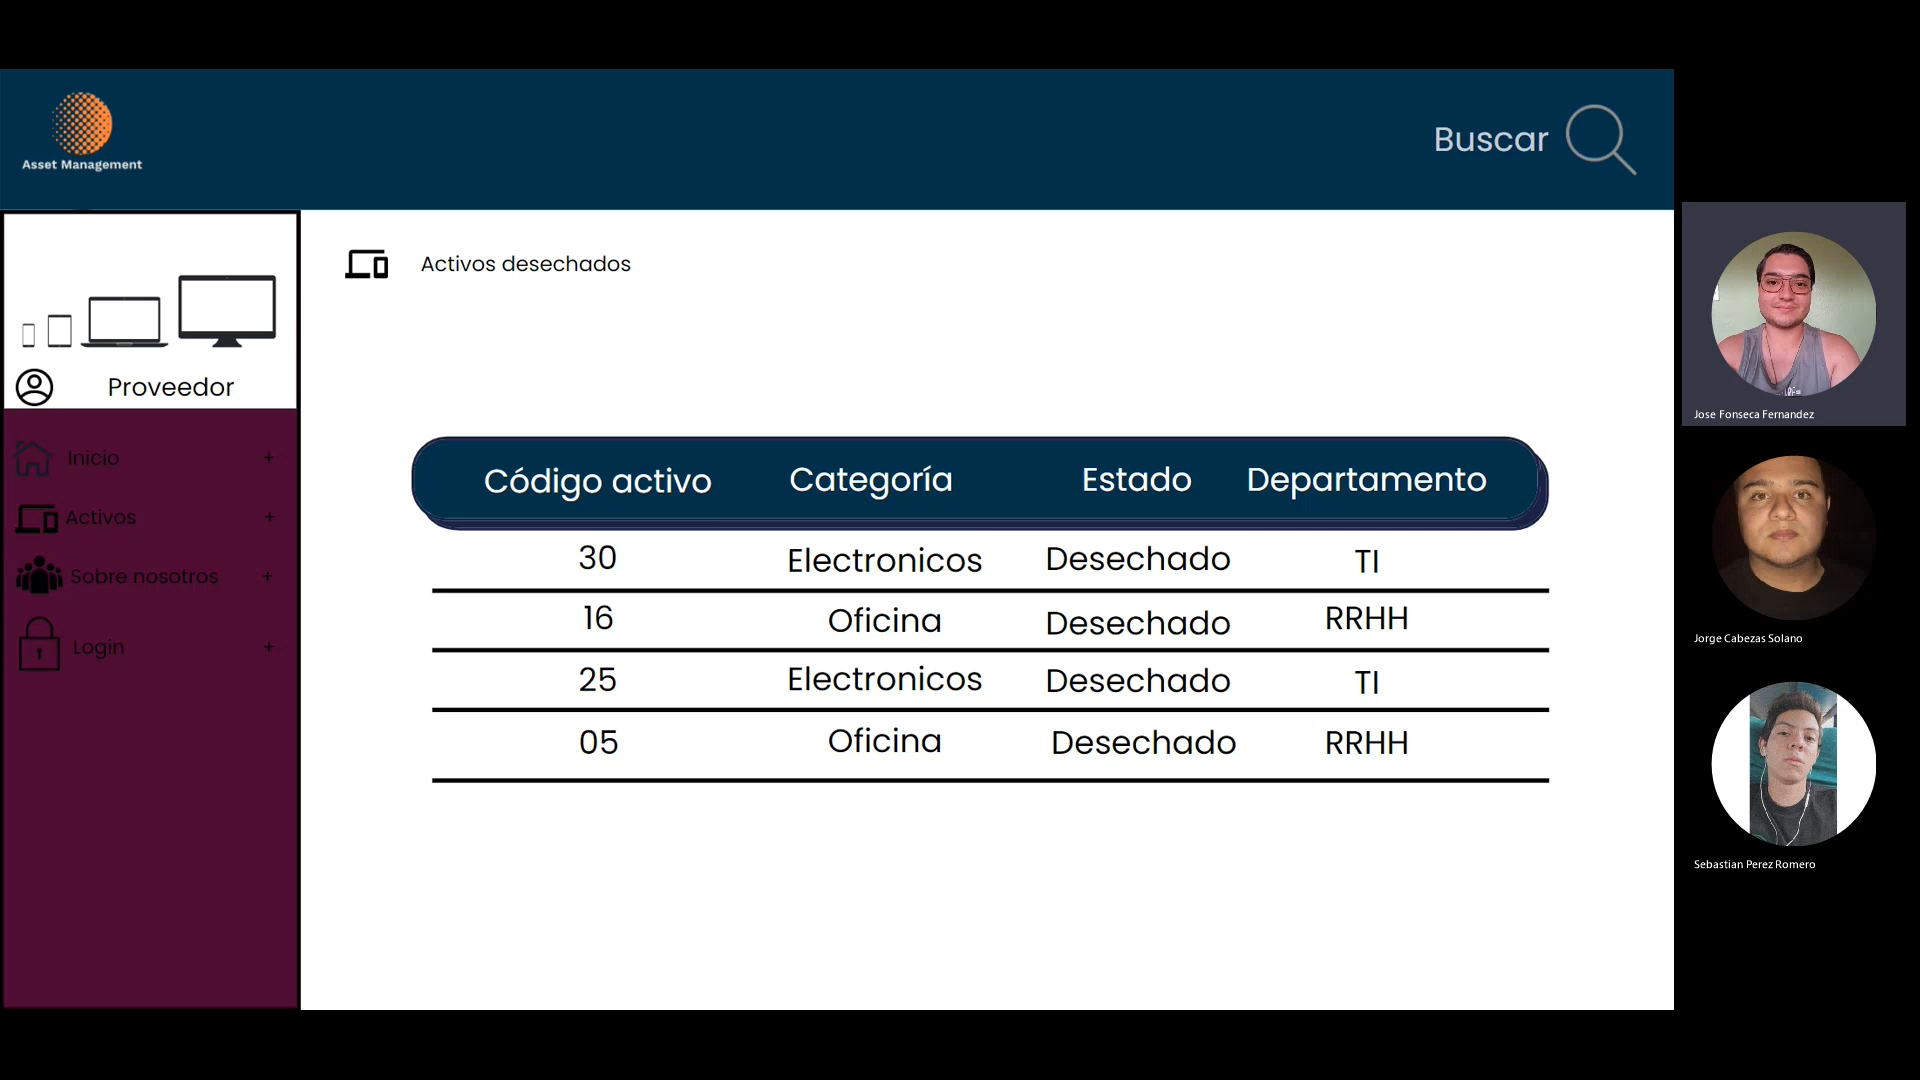 Asset Management
Buscar
Proveedor
Inicio +
Activos +
Sobre nosotros +
Login +
Activos desechados
Código activo Categoría Estado Departamento
30 Electronicos Desechado TI
16 Oficina Desechado RRHH
25 Electronicos Desechado TI
05 Oficina Desechado RRHH
Jose Fonseca Fernandez
Jorge Cabezas Solano
Sebastian Perez Romero